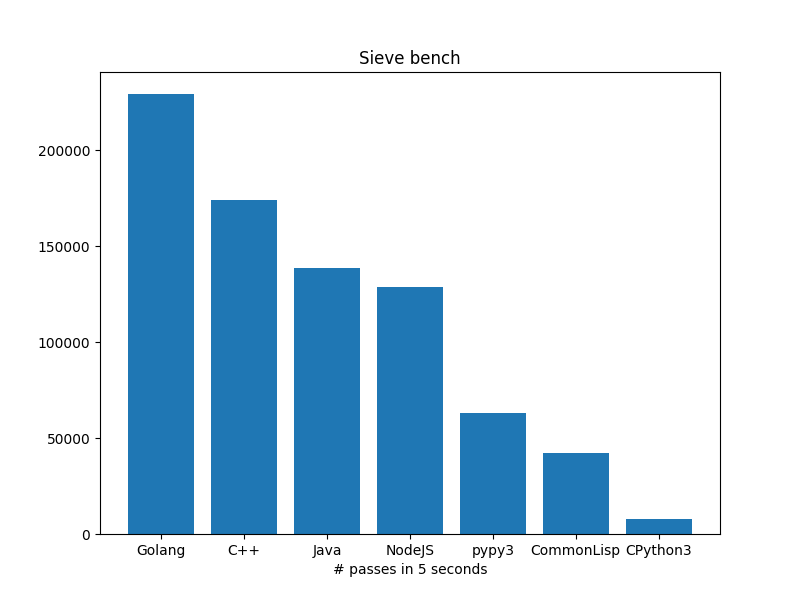 Sieve bench
200000
150000
100000
50000
0
Golang C++ Java NodeJS pypy3 CommonLisp CPython3
# passes in 5 seconds